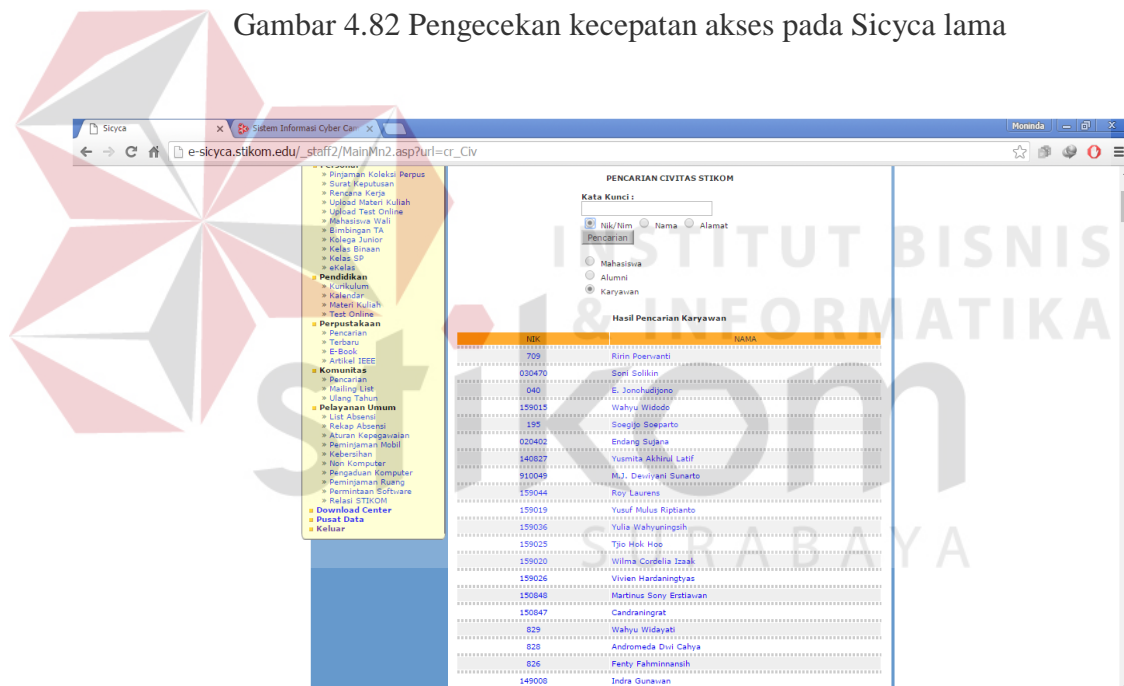 Gambar 4.82 Pengecekan kecepatan akses pada Sicyca lama
Sicyca
Sistem Informasi Cyber Cam
Moninda
e-sicyca.stikom.edu/_staff2/MainMn2.asp?url=cr_Civ
Personal
» Pinjaman Koleksi Perpus
» Surat Keputusan
» Rencana Kerja
» Upload Materi Kuliah
» Upload Test Online
» Mahasiswa Wali
» Bimbingan TA
» Kolega Junior
» Kelas Binaan
» Kelas SP
» eKelas
Pendidikan
» Kurikulum
» Kalendar
» Materi Kuliah
» Test Online
Perpustakaan
» Pencarian
» Terbaru
» E-Book
» Artikel IEEE
Komunitas
» Pencarian
» Mailing List
» Ulang Tahun
Pelayanan Umum
» List Absensi
» Rekap Absensi
» Aturan Kepegawaian
» Peminjaman Mobil
» Kebersihan
» Non Komputer
» Pengaduan Komputer
» Peminjaman Ruang
» Permintaan Software
» Relasi STIKOM
Download Center
Pusat Data
Keluar
PENCARIAN CIVITAS STIKOM
Kata Kunci :
Nik/Nim Nama Alamat
Pencarian
Mahasiswa
Alumni
Karyawan
Hasil Pencarian Karyawan
NIK NAMA
709 Ririn Poerwanti
030470 Soni Solikin
040 E. Jonohudijono
159015 Wahyu Widodo
195 Soegijo Soeparto
020402 Endang Sujana
140827 Yusmita Akhirul Latif
910049 M.J. Dewiyani Sunarto
159044 Roy Laurens
159019 Yusuf Mulus Riptianto
159036 Yulia Wahyuningsih
159025 Tjio Hok Hoo
159020 Wilma Cordelia Izaak
159026 Vivien Hardaningtyas
150848 Martinus Sony Erstiawan
150847 Candraningrat
829 Wahyu Widayati
828 Andromeda Dwi Cahya
826 Fenty Fahminnansih
149008 Indra Gunawan
INSTITUT BISNIS
& INFORMATIKA
stikom
SURABAYA